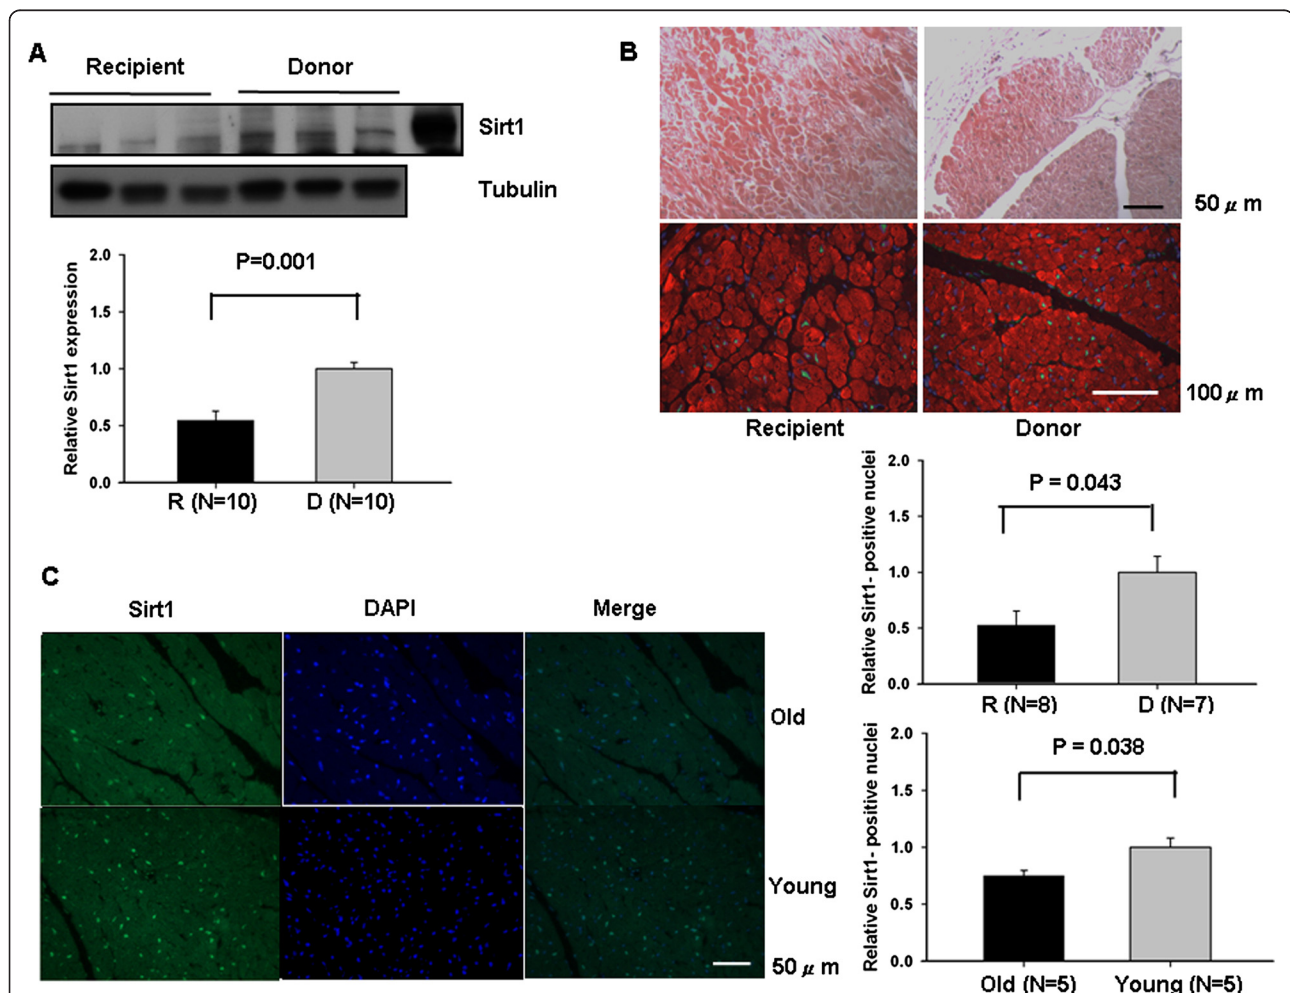 A
Recipient Donor
Sirt1
Tubulin
Relative Sirt1 expression
2.0
1.5
1.0
0.5
0.0
P=0.001
R (N=10) D (N=10)
B
50 μ m
100 μ m
Recipient Donor
Relative Sirt1- positive nuclei
2.0
1.5
1.0
0.5
0.0
P = 0.043
R (N=8) D (N=7)
C
Sirt1 DAPI Merge
Old
Young
50 μ m
Relative Sirt1- positive nuclei
2.0
1.5
1.0
0.5
0.0
P = 0.038
Old (N=5) Young (N=5)